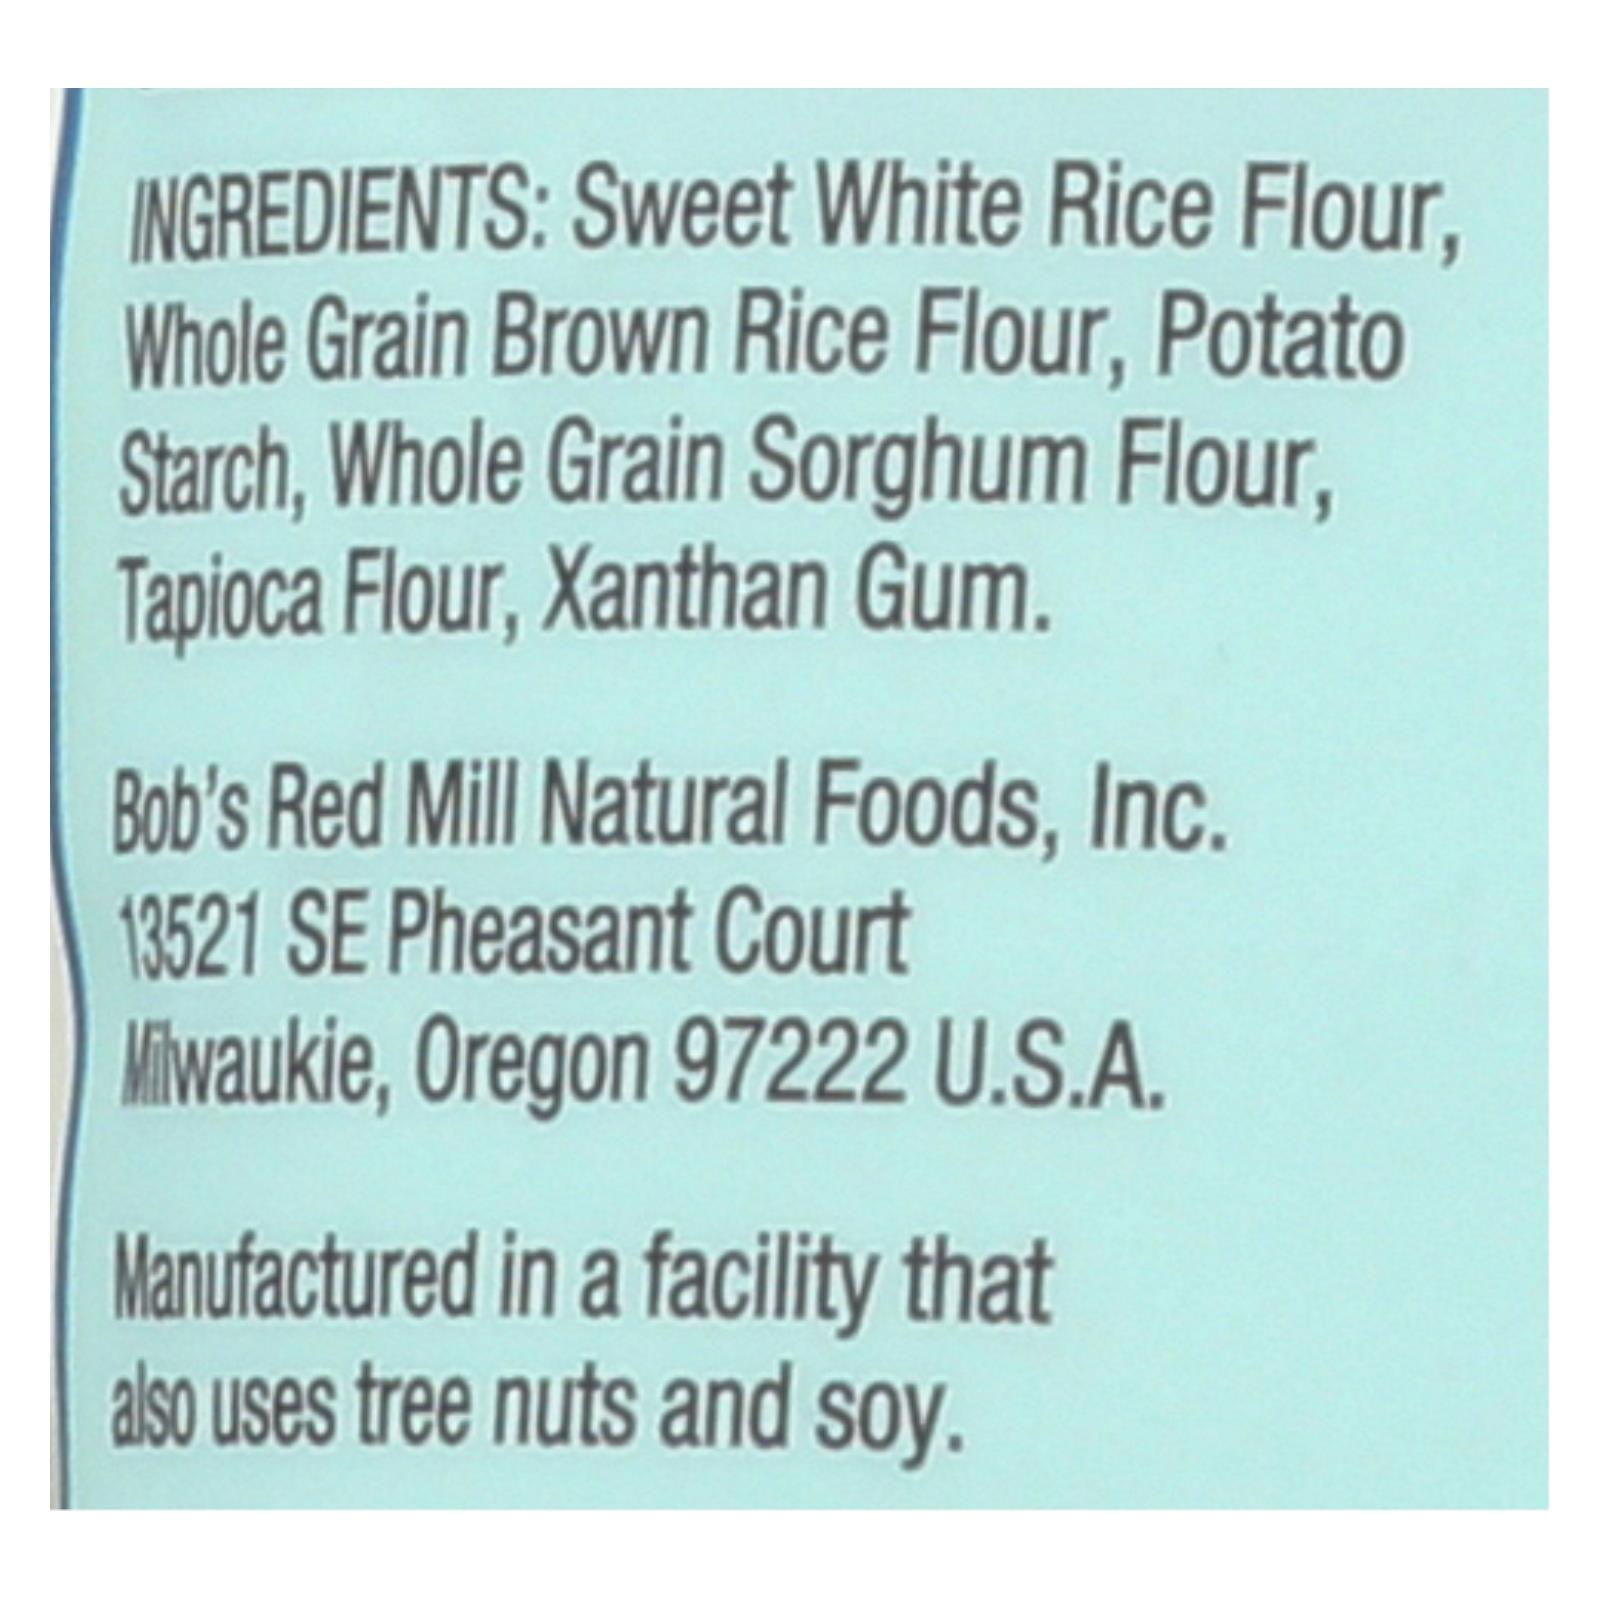 INGREDIENTS: Sweet White Rice Flour,
Whole Grain Brown Rice Flour, Potato
Starch, Whole Grain Sorghum Flour,
Tapioca Flour, Xanthan Gum.
Bob's Red Mill Natural Foods, Inc.
13521 SE Pheasant Court
Milwaukie, Oregon 97222 U.S.A.
Manufactured in a facility that
also uses tree nuts and soy.